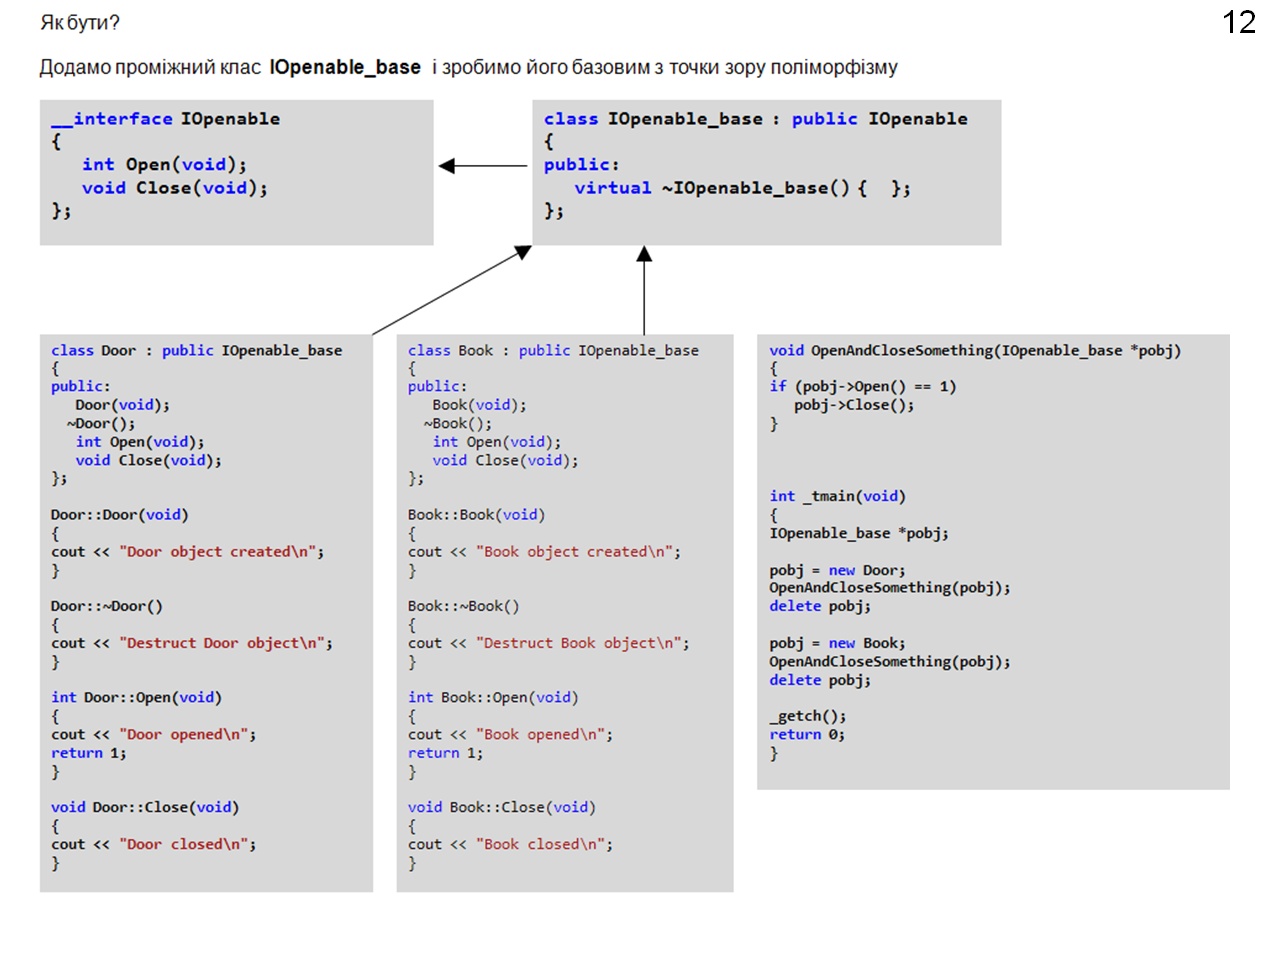 Як бути?
12
Додамо проміжний клас IOpenable_base і зробимо його базовим з точки зору поліморфізму
__interface IOpenable
{
int Open(void);
void Close(void);
};
class IOpenable_base : public IOpenable
{
public:
virtual ~IOpenable_base() { };
};
class Door : public IOpenable_base
{
public:
Door(void);
~Door();
int Open(void);
void Close(void);
};
Door::Door(void)
{
cout << "Door object created\n";
}
Door::~Door()
{
cout << "Destruct Door object\n";
}
int Door::Open(void)
{
cout << "Door opened\n";
return 1;
}
void Door::Close(void)
{
cout << "Door closed\n";
}
class Book : public IOpenable_base
{
public:
Book(void);
~Book();
int Open(void);
void Close(void);
};
Book::Book(void)
{
cout << "Book object created\n";
}
Book::~Book()
{
cout << "Destruct Book object\n";
}
int Book::Open(void)
{
cout << "Book opened\n";
return 1;
}
void Book::Close(void)
{
cout << "Book closed\n";
}
void OpenAndCloseSomething(IOpenable_base *pobj)
{
if (pobj->Open() == 1)
pobj->Close();
}
int _tmain(void)
{
IOpenable_base *pobj;
pobj = new Door;
OpenAndCloseSomething(pobj);
delete pobj;
pobj = new Book;
OpenAndCloseSomething(pobj);
delete pobj;
_getch();
return 0;
}